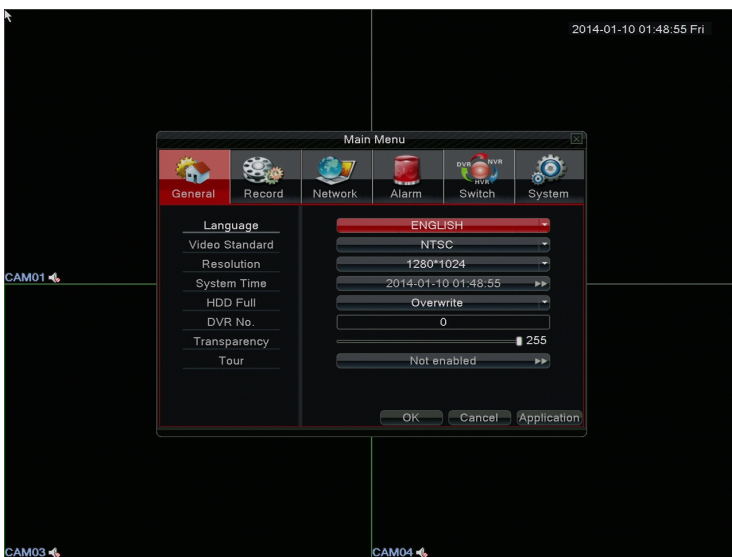 2014-01-10 01:48:55 Fri
Main Menu
General Record Network Alarm DVR NVR HVR Switch System
Language ENGLISH
Video Standard NTSC
Resolution 1280*1024
System Time 2014-01-10 01:48:55
HDD Full Overwrite
DVR No. 0
Transparency 255
Tour Not enabled
OK Cancel Application
CAM01
CAM03
CAM04